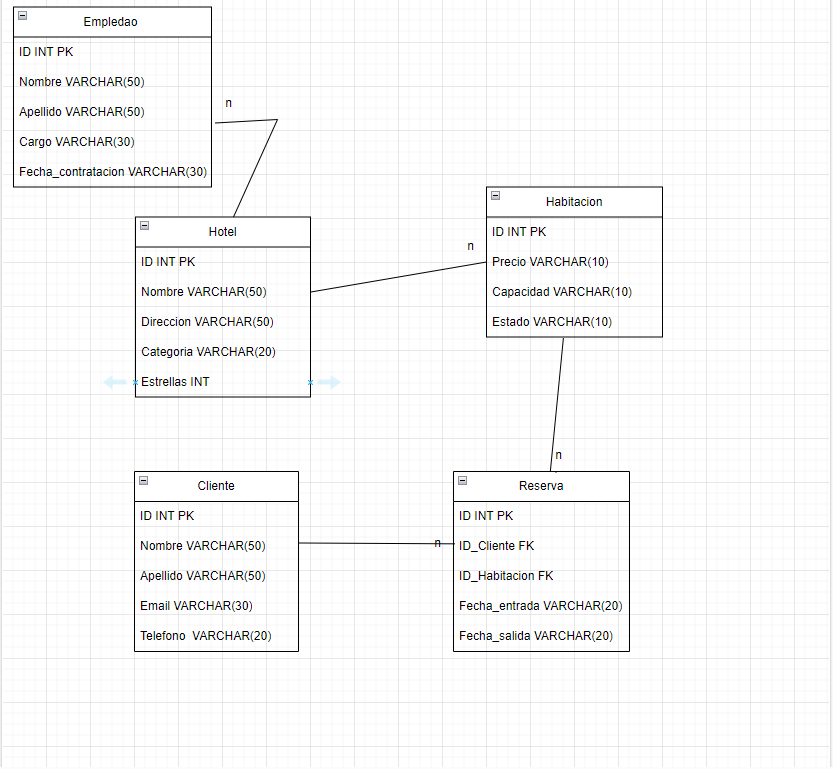 Empledao
ID INT PK
Nombre VARCHAR(50)
Apellido VARCHAR(50)
Cargo VARCHAR(30)
Fecha_contratacion VARCHAR(30)
n
Hotel
ID INT PK
Nombre VARCHAR(50)
Direccion VARCHAR(50)
Categoria VARCHAR(20)
Estrellas INT
n
Habitacion
ID INT PK
Precio VARCHAR(10)
Capacidad VARCHAR(10)
Estado VARCHAR(10)
n
Cliente
ID INT PK
Nombre VARCHAR(50)
Apellido VARCHAR(50)
Email VARCHAR(30)
Telefono  VARCHAR(20)
n
Reserva
ID INT PK
ID_Cliente FK
ID_Habitacion FK
Fecha_entrada VARCHAR(20)
Fecha_salida VARCHAR(20)